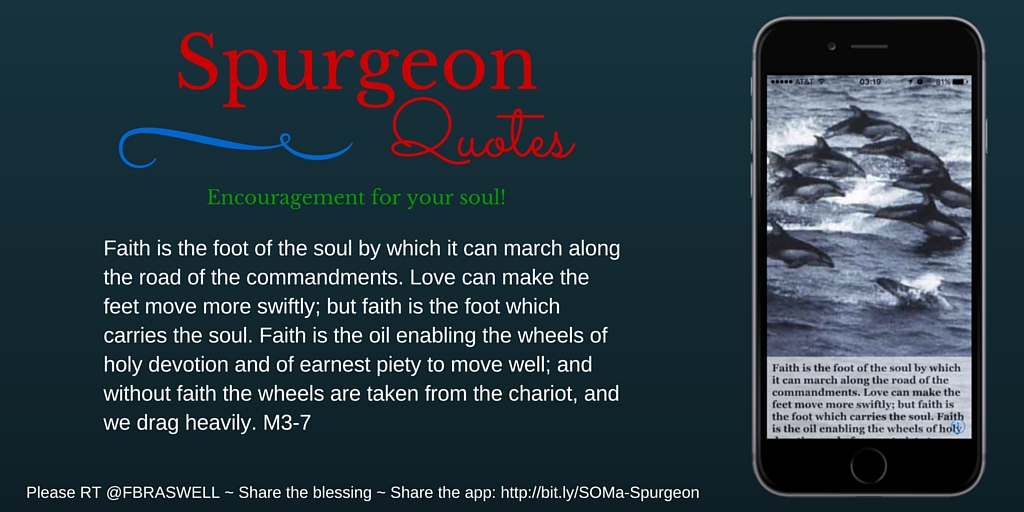 Spurgeon
Quotes
Encouragement for your soul!
Faith is the foot of the soul by which it can march along
the road of the commandments. Love can make the
feet move more swiftly; but faith is the foot which
carries the soul. Faith is the oil enabling the wheels of
holy devotion and of earnest piety to move well; and
without faith the wheels are taken from the chariot, and
we drag heavily. M3-7
Please RT @FBRASWELL ~ Share the blessing ~ Share the app: http://bit.ly/SOMa-Spurgeon
AT&T 03:19 81%
Faith is the foot of the soul by which
it can march along the road of the
commandments. Love can make the
feet move more swiftly; but faith is
the foot which carries the soul. Faith
is the oil enabling the wheels of holy